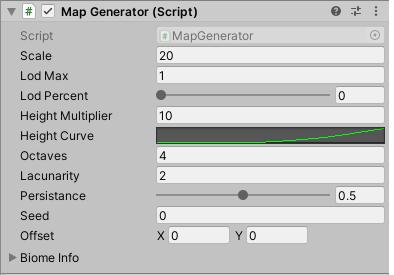 Map Generator (Script)
Script # MapGenerator
Scale 20
Lod Max 1
Lod Percent 0
Height Multiplier 10
Height Curve
Octaves 4
Lacunarity 2
Persistance 0.5
Seed 0
Offset X 0 Y 0
Biome Info